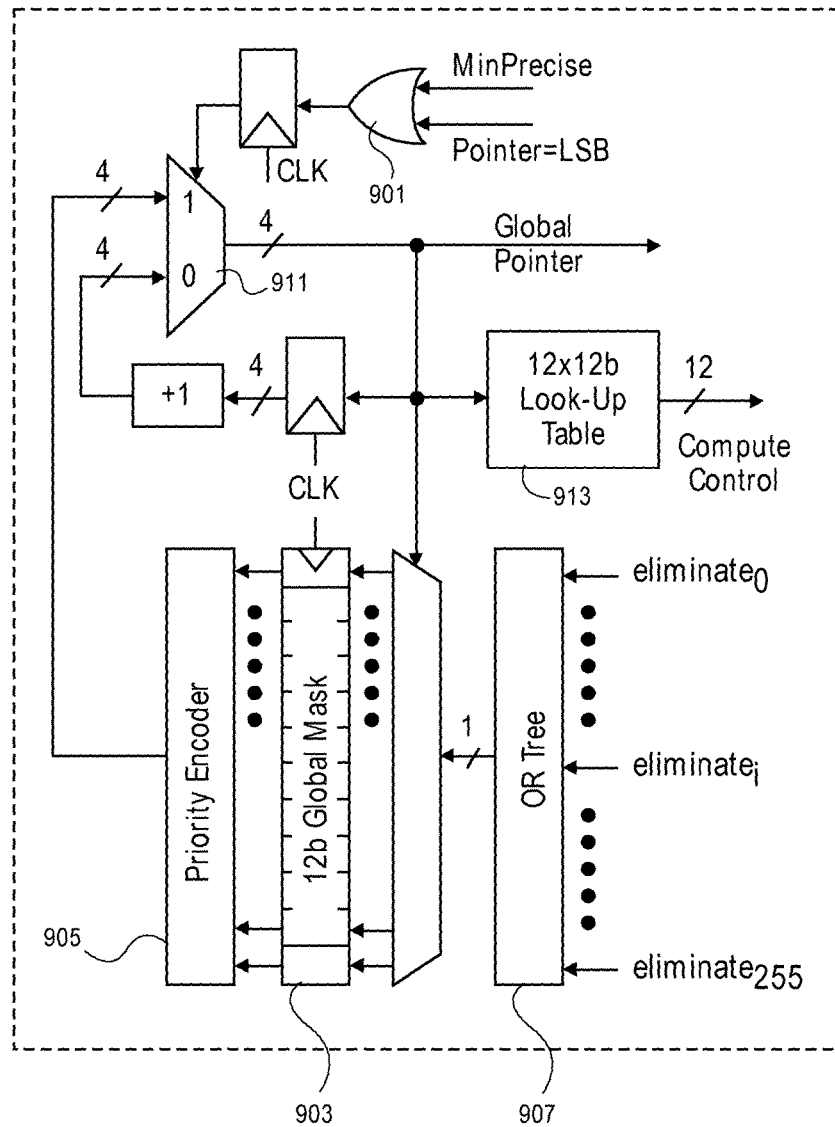 MinPrecise
Pointer=LSB
CLK
901
4
1
4
0
911
4
Global
Pointer
+1
4
CLK
12x12b
Look-Up
Table
913
12
Compute
Control
Priority Encoder
12b Global Mask
1
OR Tree
eliminate0
eliminatei
eliminate255
905
903
907